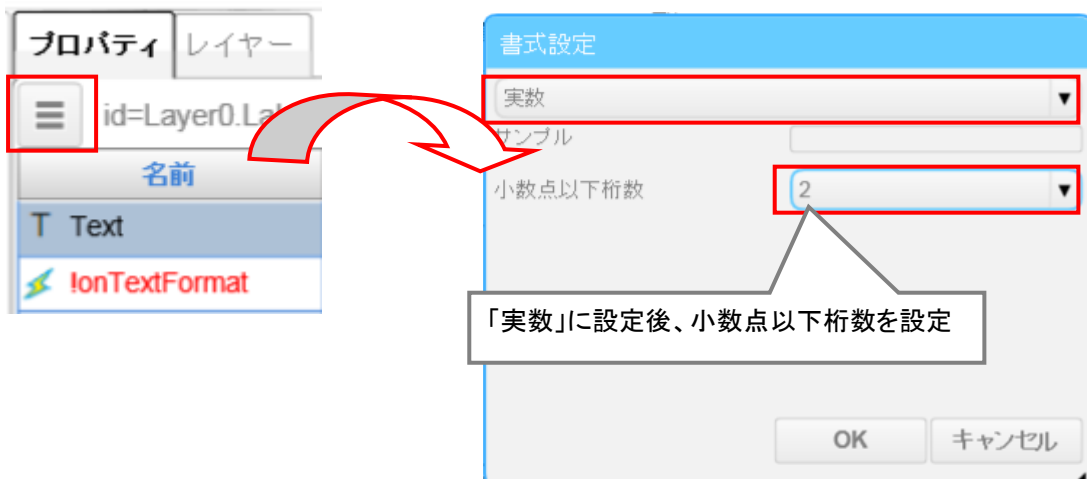 プロパティ レイヤー
id=Layer0.La
名前
T Text
!onTextFormat
書式設定
実数
サンプル
小数点以下桁数 2
「実数」に設定後、小数点以下桁数を設定
OK キャンセル